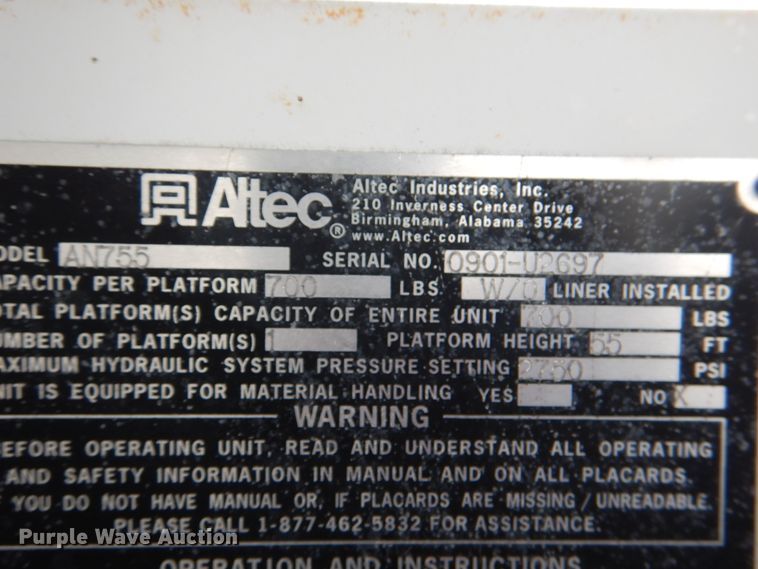 Altec
Altec Industries, Inc.
210 Inverness Center Drive
Birmingham, Alabama 35242
www.Altec.com
ODEL AN755 SERIAL NO. 0901-U2697
APACITY PER PLATFORM 700 LBS W/O LINER INSTALLED
OTAL PLATFORM(S) CAPACITY OF ENTIRE UNIT 700 LBS
UMBER OF PLATFORM(S) 1 PLATFORM HEIGHT 55 FT
AXIMUM HYDRAULIC SYSTEM PRESSURE SETTING 2750 PSI
NIT IS EQUIPPED FOR MATERIAL HANDLING YES NO X
WARNING
EFORE OPERATING UNIT, READ AND UNDERSTAND ALL OPERATING
AND SAFETY INFORMATION IN MANUAL AND ON ALL PLACARDS.
YOU DO NOT HAVE MANUAL OR, IF PLACARDS ARE MISSING/UNREADABLE,
PLEASE CALL 1-877-462-5832 FOR ASSISTANCE.
OPERATION AND INSTRUCTIONS
Purple Wave Auction